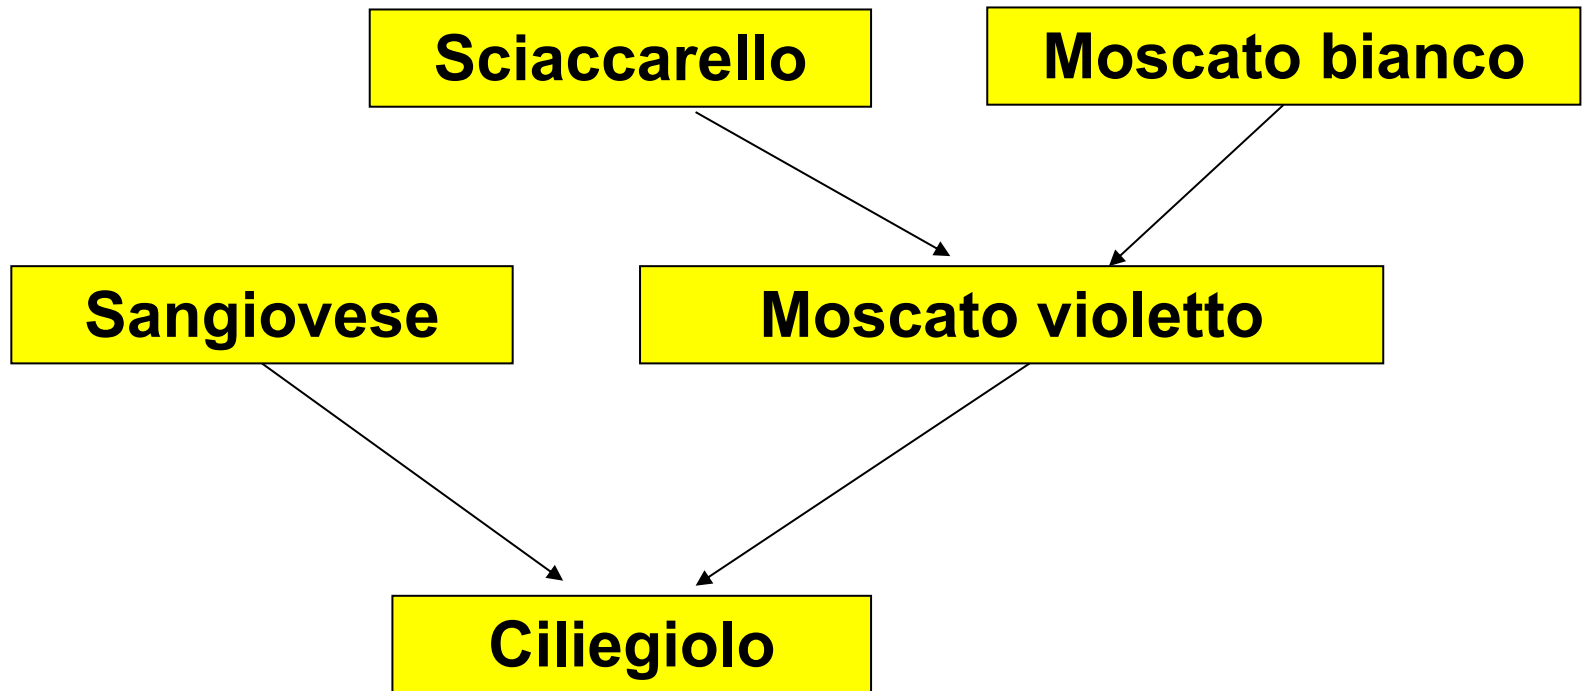 Sciaccarello
Moscato bianco
Sangiovese
Moscato violetto
Ciliegiolo